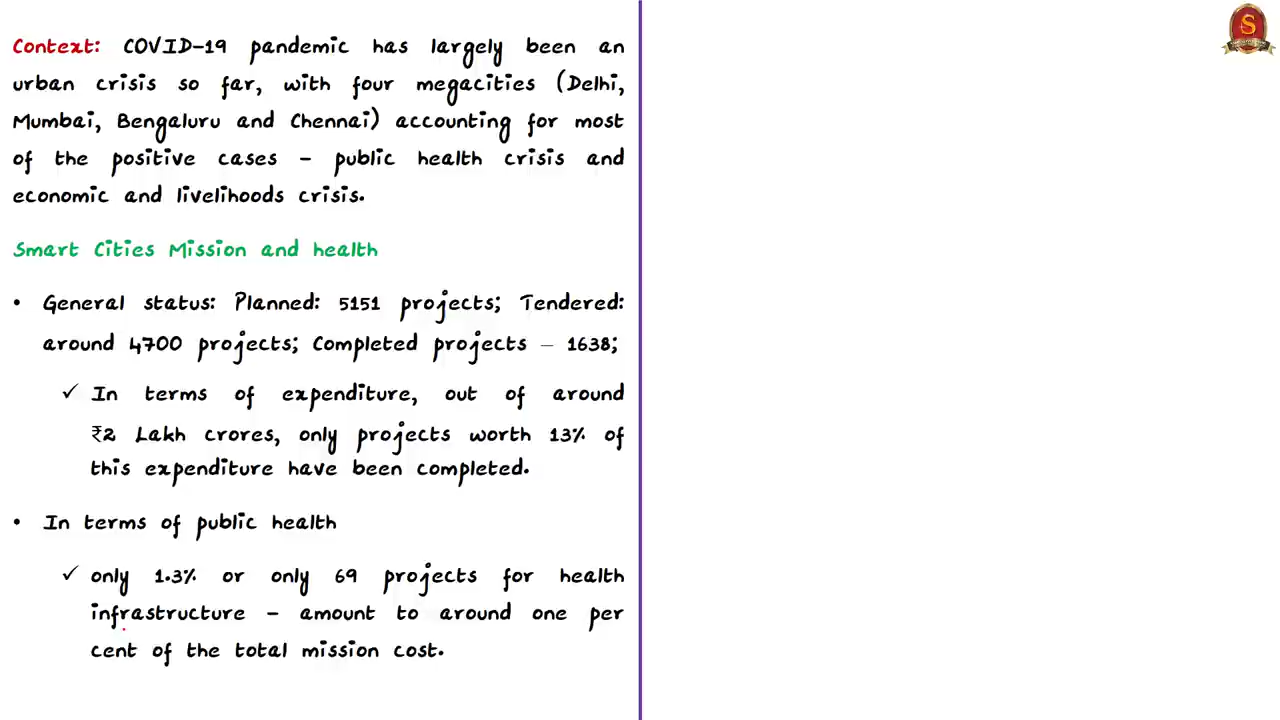 Context: COVID-19 pandemic has largely been an
urban crisis so far, with four megacities (Delhi,
Mumbai, Bengaluru and Chennai) accounting for most
of the positive cases - public health crisis and
economic and livelihoods crisis.
Smart Cities Mission and health
• General status: Planned: 5151 projects; Tendered:
around 4700 projects; Completed projects – 1638;
✓ In terms of expenditure, out of around
₹2 Lakh crores, only projects worth 13% of
this expenditure have been completed.
• In terms of public health
✓ only 1.3% or only 69 projects for health
infrastructure - amount to around one per
cent of the total mission cost.
S